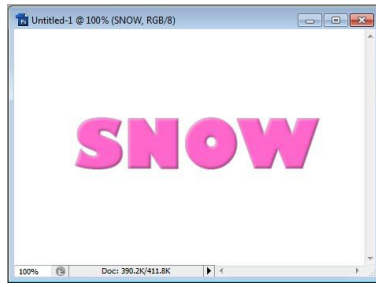 Untitled-1 @ 100% (SNOW, RGB/8)
SNOW
100% Doc: 390.2K/411.8K